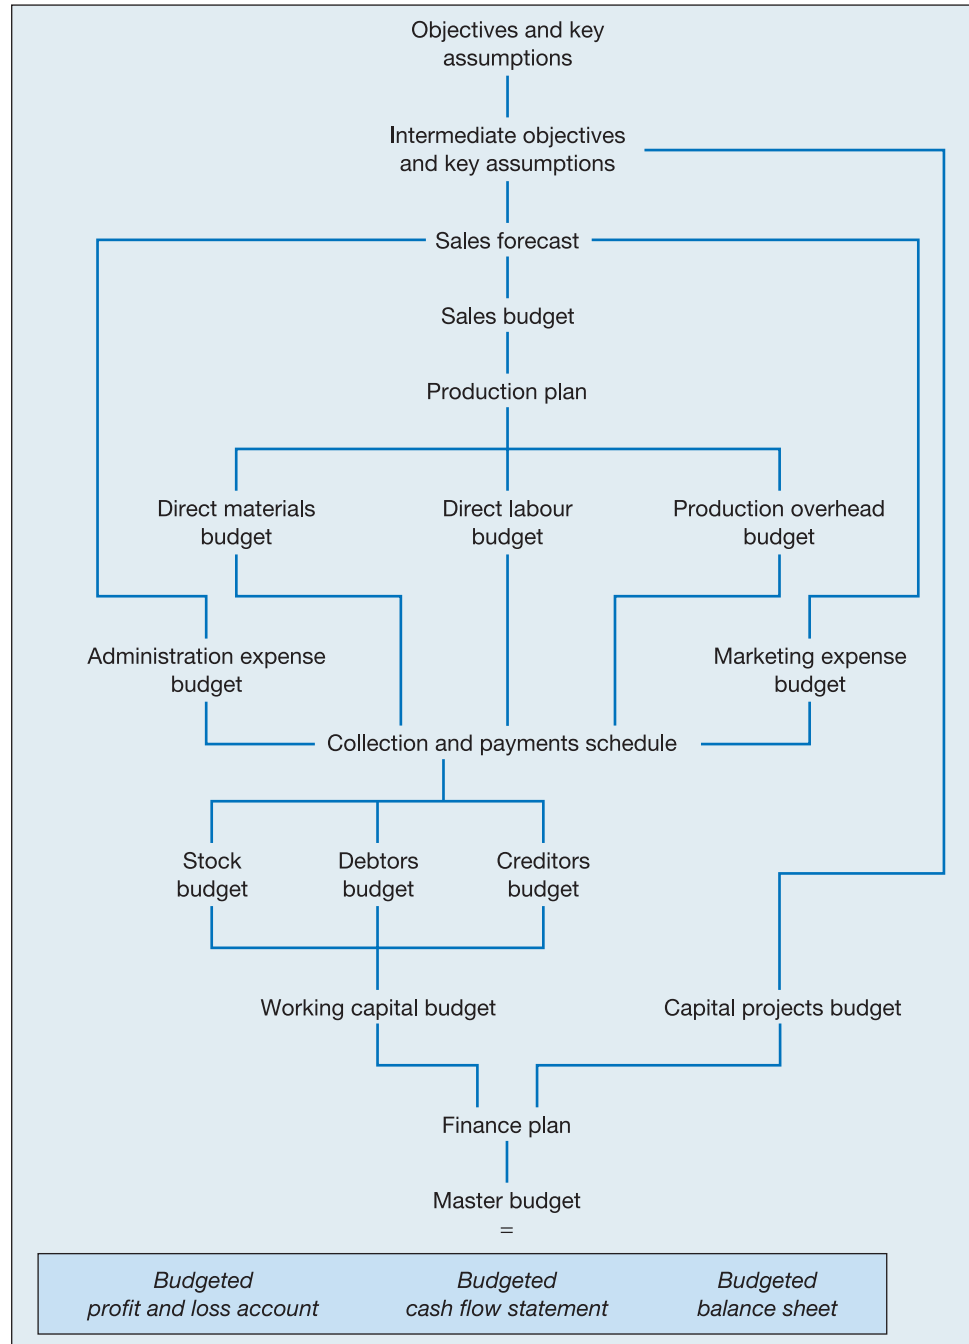 Objectives and key
assumptions
Intermediate objectives
and key assumptions
Sales forecast
Sales budget
Production plan
Direct materials
budget
Direct labour
budget
Production overhead
budget
Administration expense
budget
Marketing expense
budget
Collection and payments schedule
Stock
budget
Debtors
budget
Creditors
budget
Working capital budget
Capital projects budget
Finance plan
Master budget
=
Budgeted
profit and loss account
Budgeted
cash flow statement
Budgeted
balance sheet